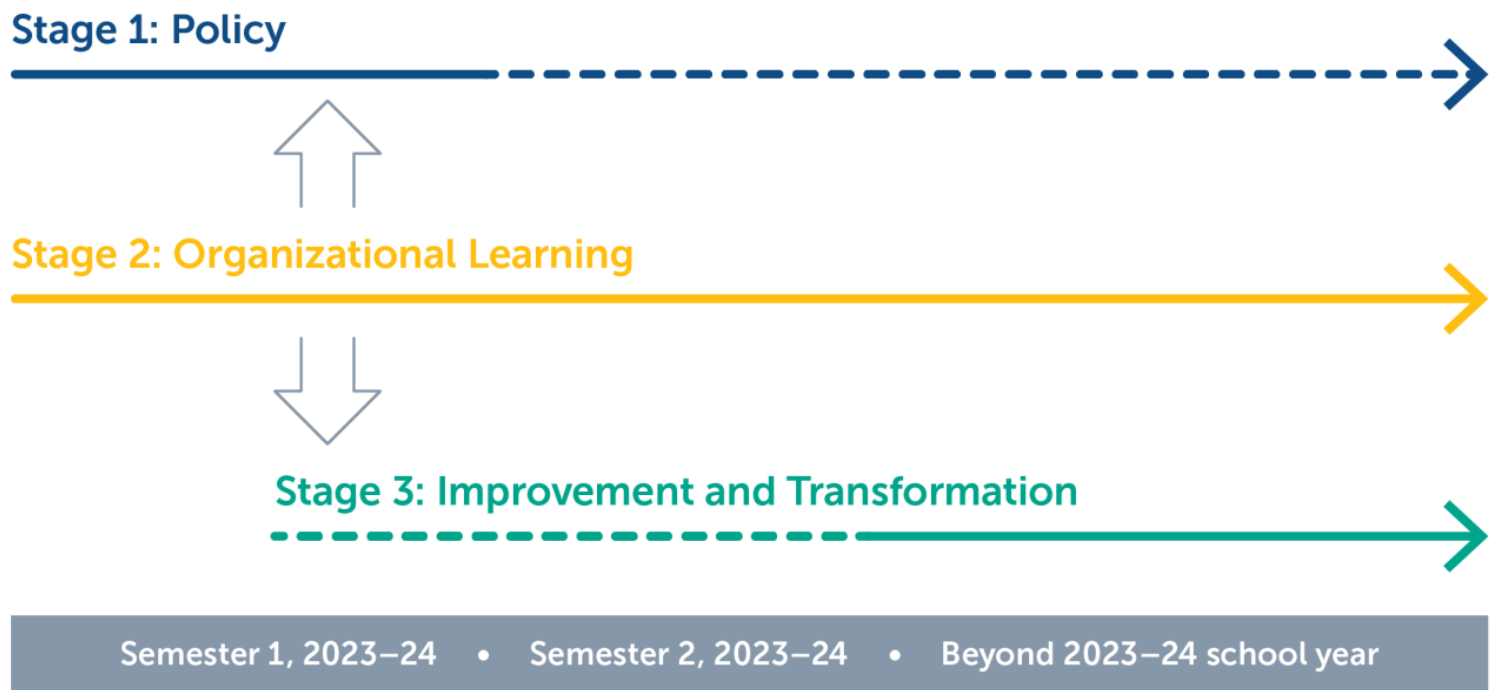 Stage 1: Policy
Stage 2: Organizational Learning
Stage 3: Improvement and Transformation
Semester 1, 2023–24 • Semester 2, 2023–24 • Beyond 2023–24 school year